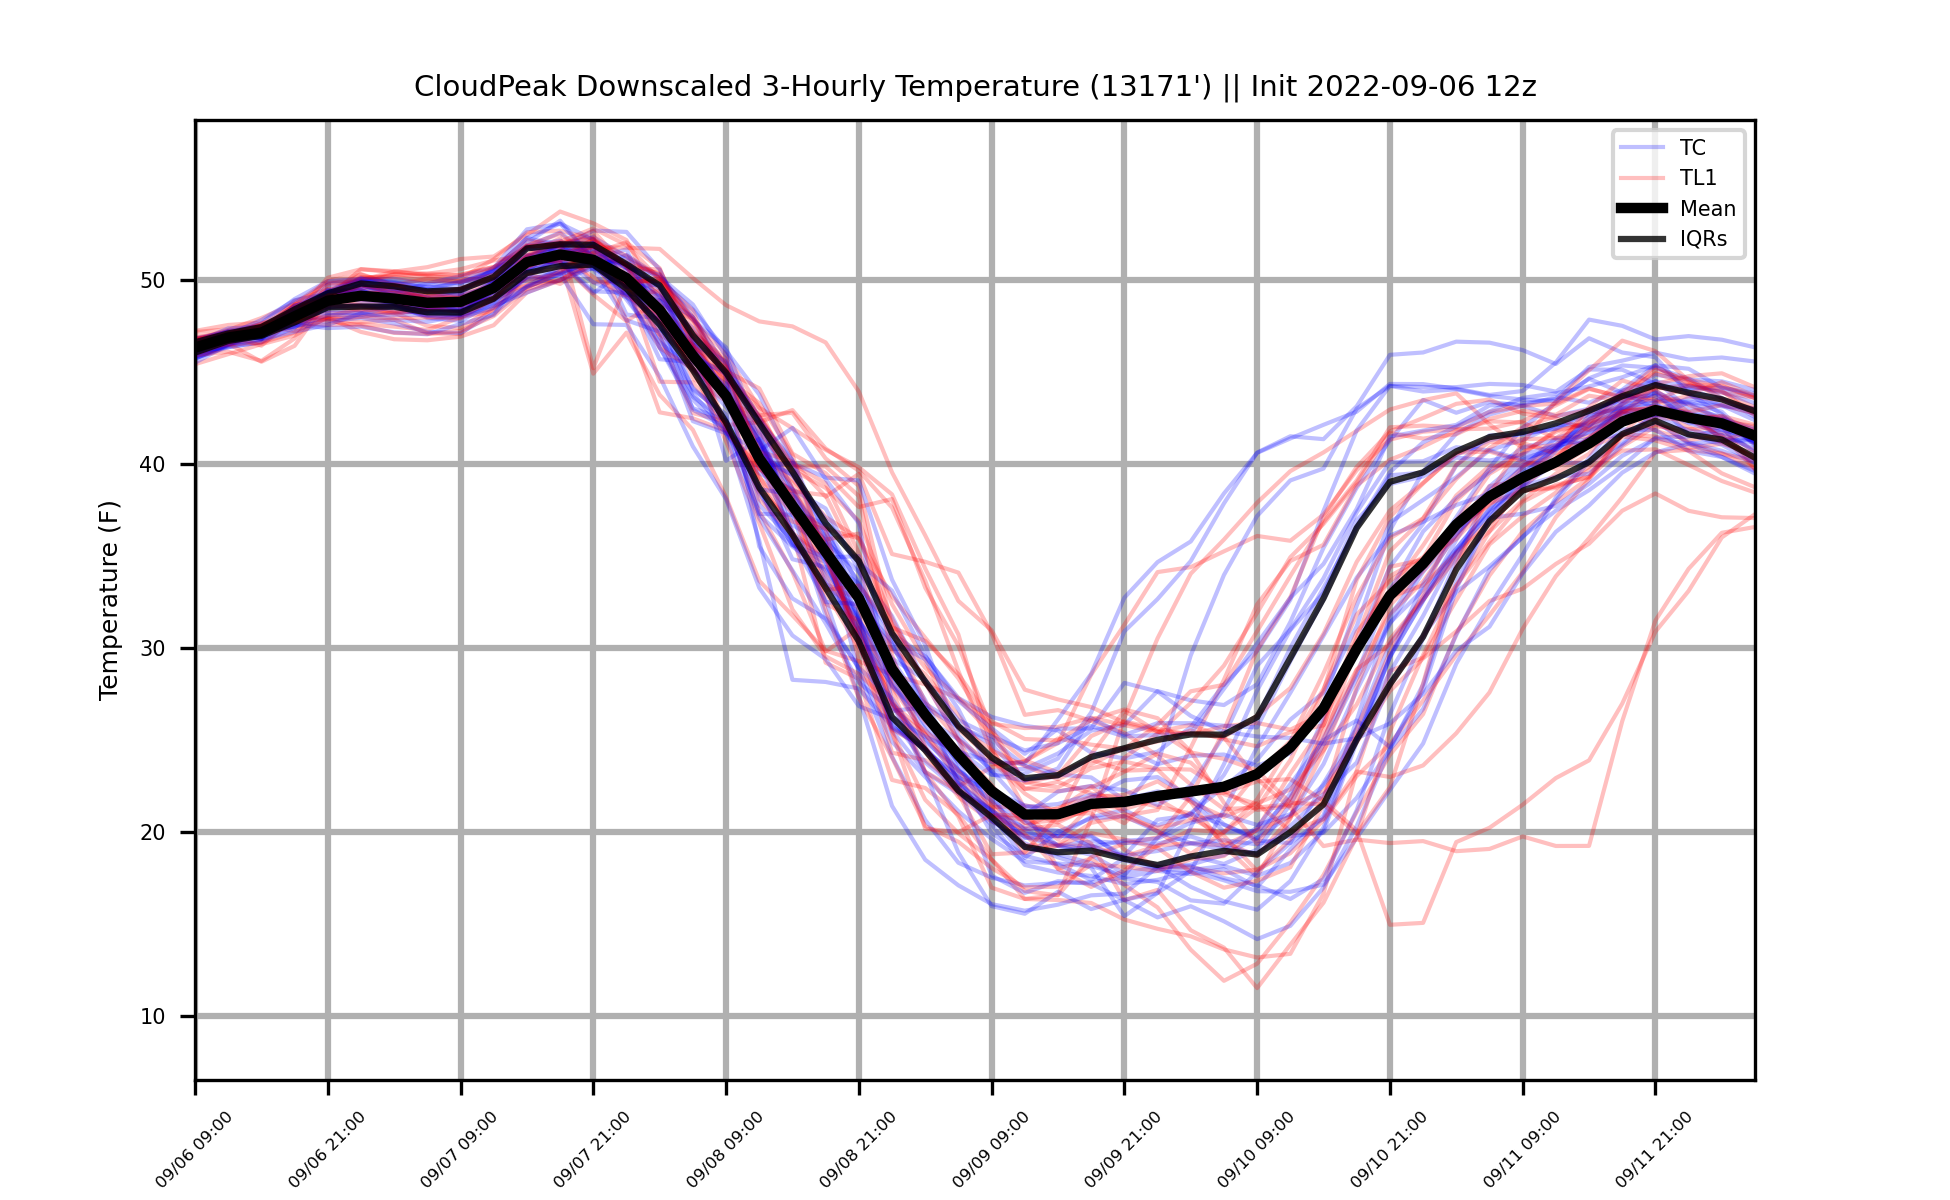 CloudPeak Downscaled 3-Hourly Temperature (13171') || Init 2022-09-06 12z
TC
TL1
Mean
IQRs
Temperature (F)
50
40
30
20
10
09/06 09:00
09/06 21:00
09/07 09:00
09/07 21:00
09/08 09:00
09/08 21:00
09/09 09:00
09/09 21:00
09/10 09:00
09/10 21:00
09/11 09:00
09/11 21:00